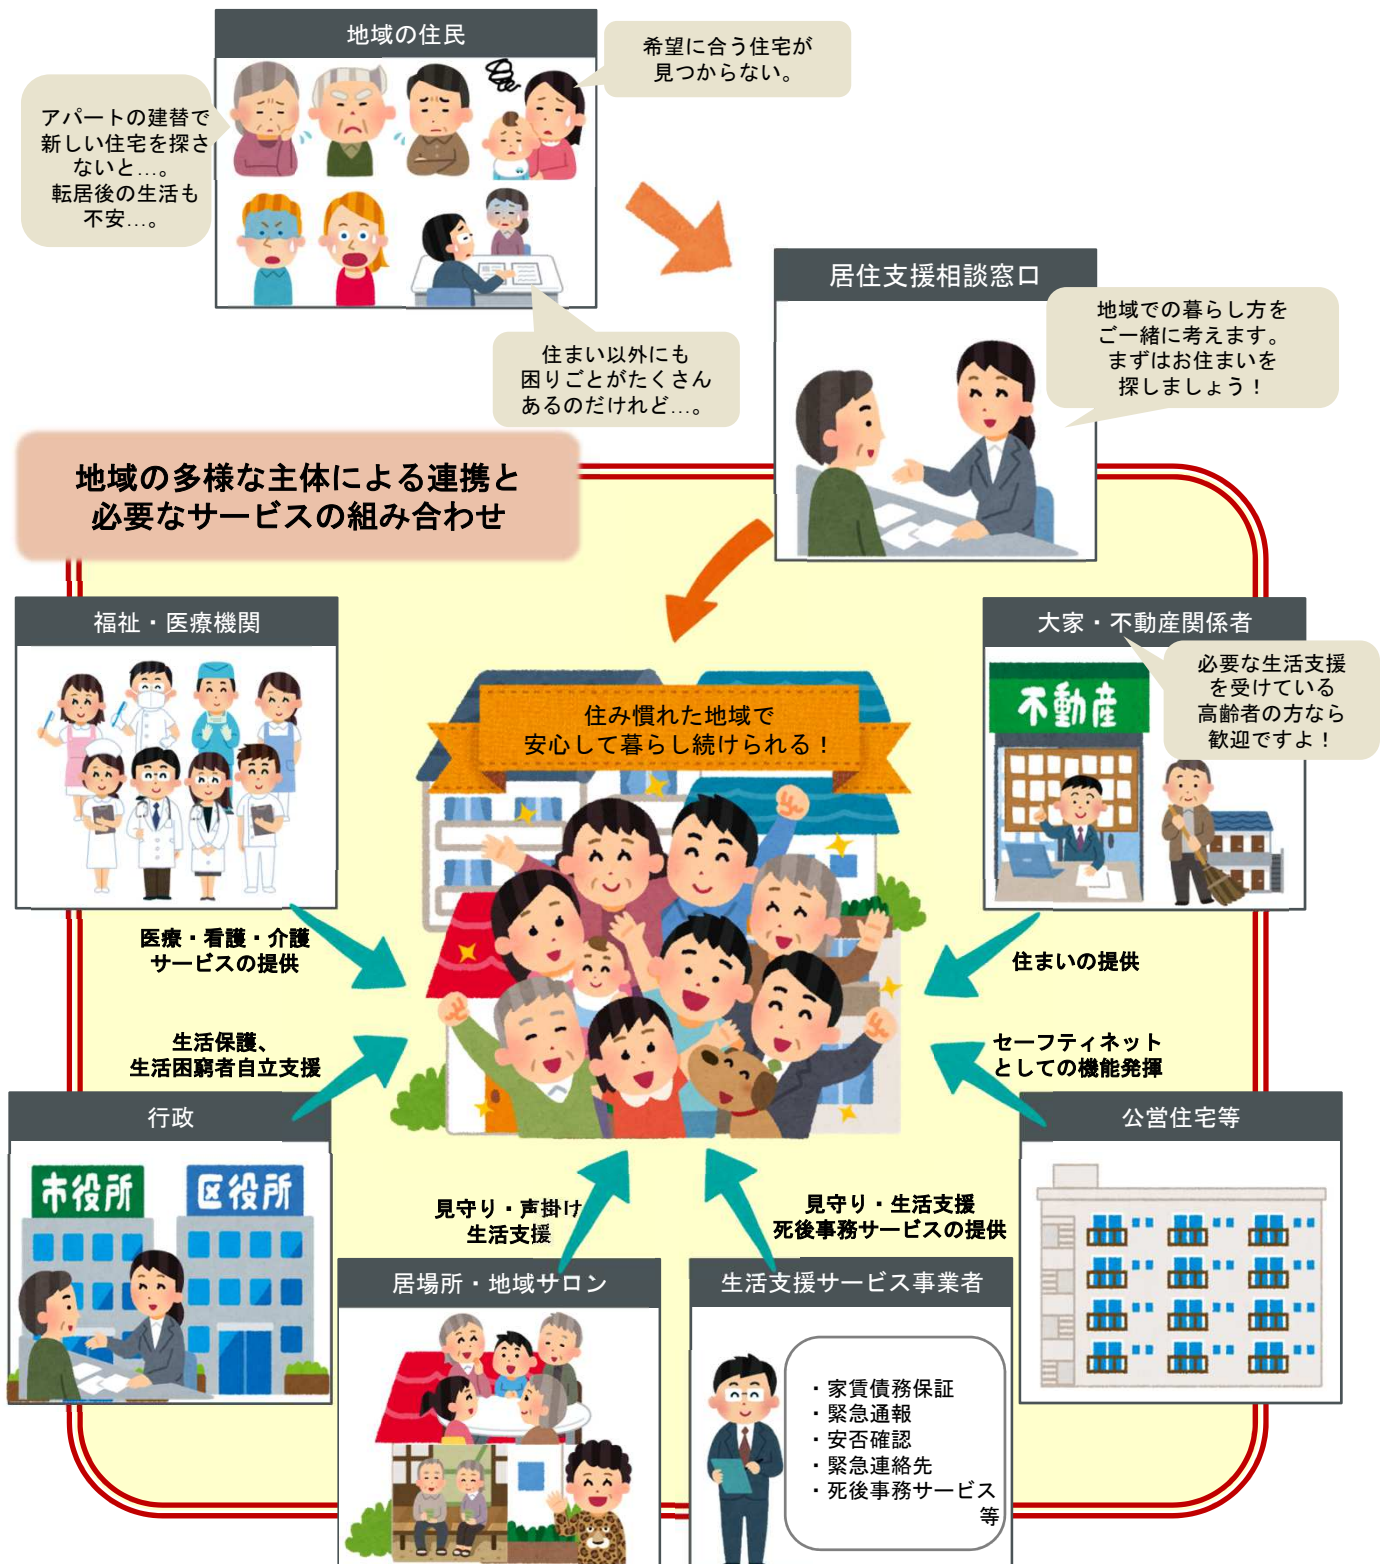 地域の住民
希望に合う住宅が
見つからない。
アパートの建替で
新しい住宅を探さ
ないと…。
転居後の生活も
不安…。
住まい以外にも
困りごとがたくさん
あるのだけれど…。
居住支援相談窓口
地域での暮らし方を
ご一緒に考えます。
まずはお住まいを
探しましょう！
地域の多様な主体による連携と
必要なサービスの組み合わせ
福祉・医療機関
大家・不動産関係者
不動産
必要な生活支援
を受けている
高齢者の方なら
歓迎ですよ！
住み慣れた地域で
安心して暮らし続けられる！
医療・看護・介護
サービスの提供
住まいの提供
生活保護、
生活困窮者自立支援
セーフティネット
としての機能発揮
行政
市役所
区役所
公営住宅等
見守り・声掛け
生活支援
見守り・生活支援
死後事務サービスの提供
居場所・地域サロン
生活支援サービス事業者
・家賃債務保証
・緊急通報
・安否確認
・緊急連絡先
・死後事務サービス
等